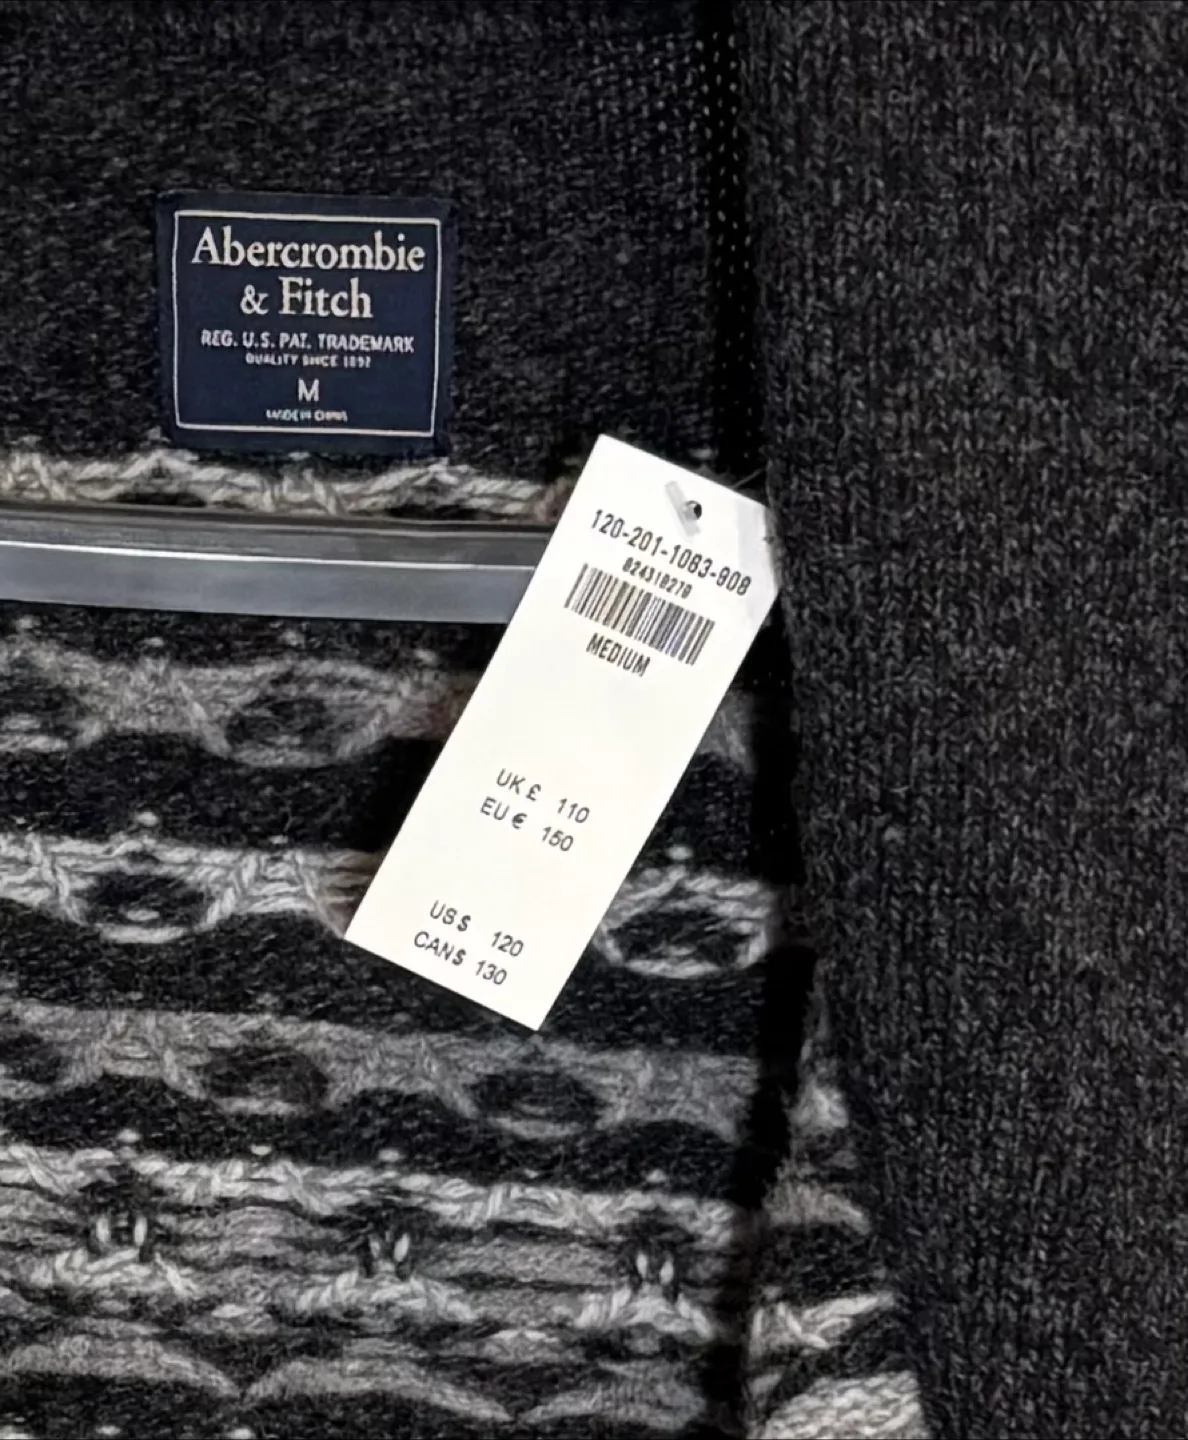 Abercrombie
& Fitch
REG. U.S. PAT. TRADEMARK
QUALITY SINCE 1892
M
MADE IN CHINA
120-201-1083-908
824310270
MEDIUM
UK £ 110
EU € 150
US $ 120
CAN $ 130